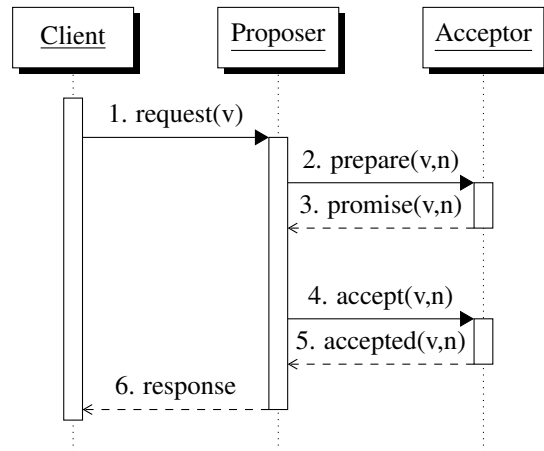 Client
Proposer
Acceptor
1. request(v)
2. prepare(v,n)
3. promise(v,n)
4. accept(v,n)
5. accepted(v,n)
6. response